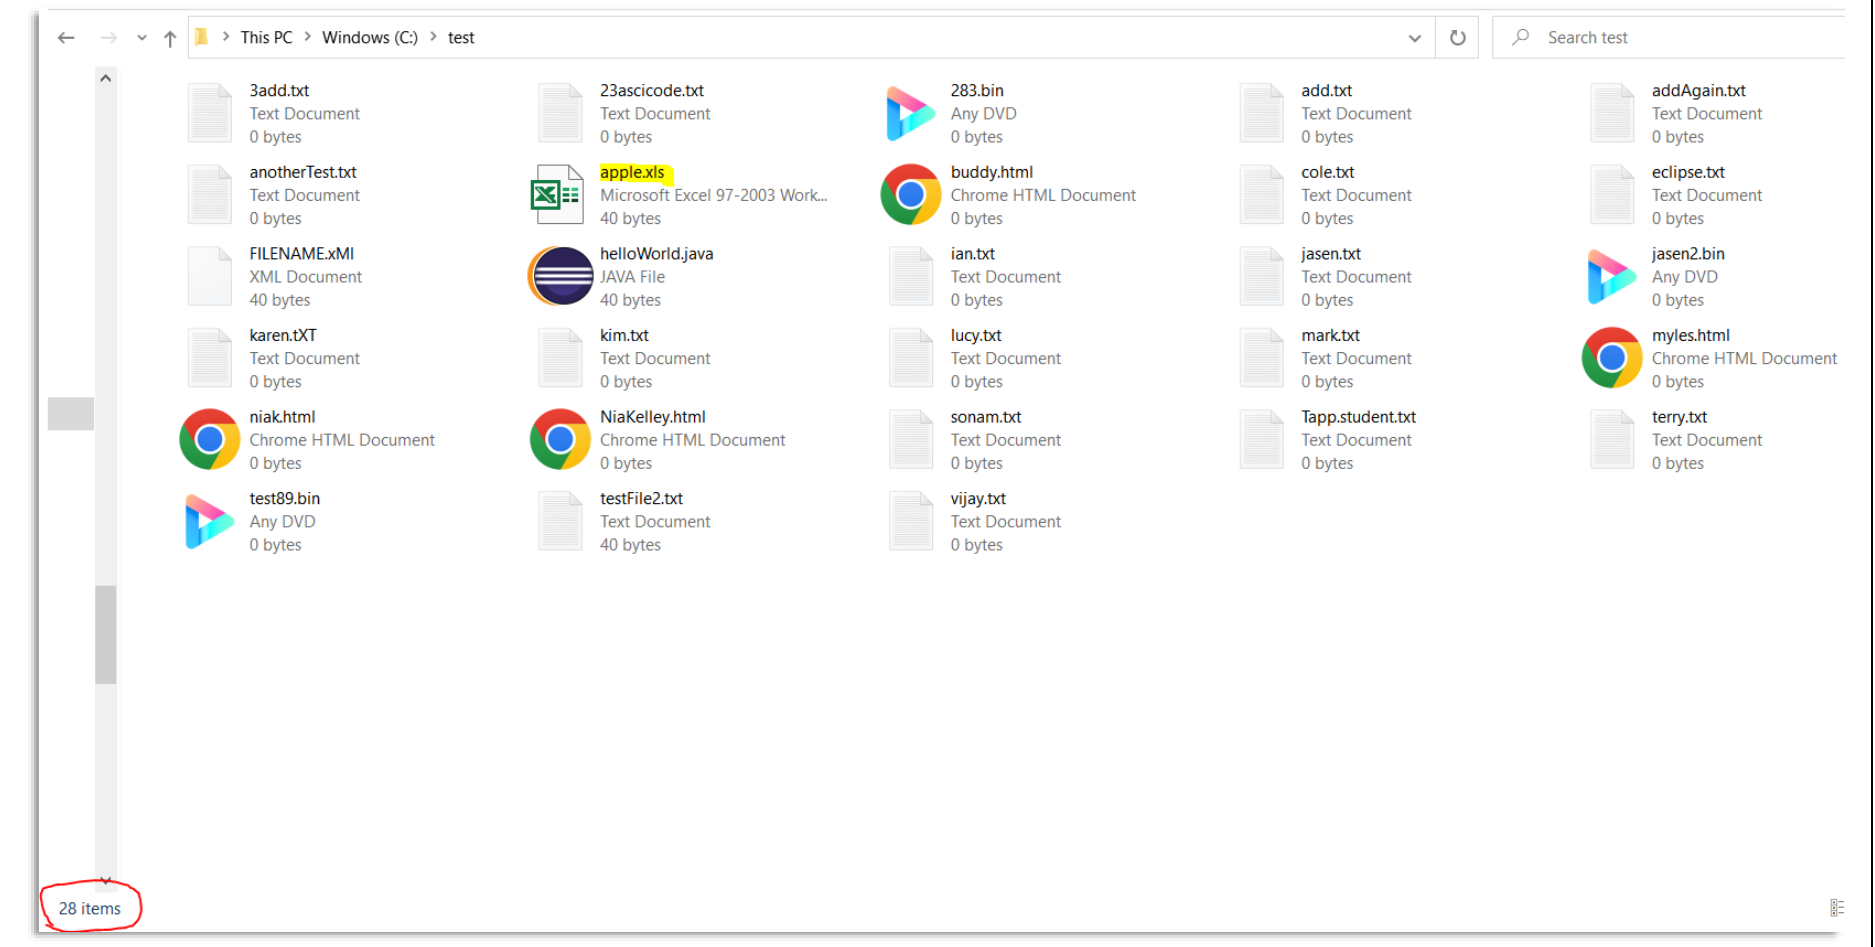 This PC > Windows (C:) > test
Search test
3add.txt
Text Document
0 bytes
23ascicode.txt
Text Document
0 bytes
283.bin
Any DVD
0 bytes
add.txt
Text Document
0 bytes
addAgain.txt
Text Document
0 bytes
anotherTest.txt
Text Document
0 bytes
apple.xls
Microsoft Excel 97-2003 Work...
40 bytes
buddy.html
Chrome HTML Document
0 bytes
cole.txt
Text Document
0 bytes
eclipse.txt
Text Document
0 bytes
FILENAME.xMl
XML Document
40 bytes
helloWorld.java
JAVA File
40 bytes
ian.txt
Text Document
0 bytes
jasen.txt
Text Document
0 bytes
jasen2.bin
Any DVD
0 bytes
karen.tXT
Text Document
0 bytes
kim.txt
Text Document
0 bytes
lucy.txt
Text Document
0 bytes
mark.txt
Text Document
0 bytes
myles.html
Chrome HTML Document
0 bytes
niak.html
Chrome HTML Document
0 bytes
NiaKelley.html
Chrome HTML Document
0 bytes
sonam.txt
Text Document
0 bytes
Tapp.student.txt
Text Document
0 bytes
terry.txt
Text Document
0 bytes
test89.bin
Any DVD
0 bytes
testFile2.txt
Text Document
40 bytes
vijay.txt
Text Document
0 bytes
28 items